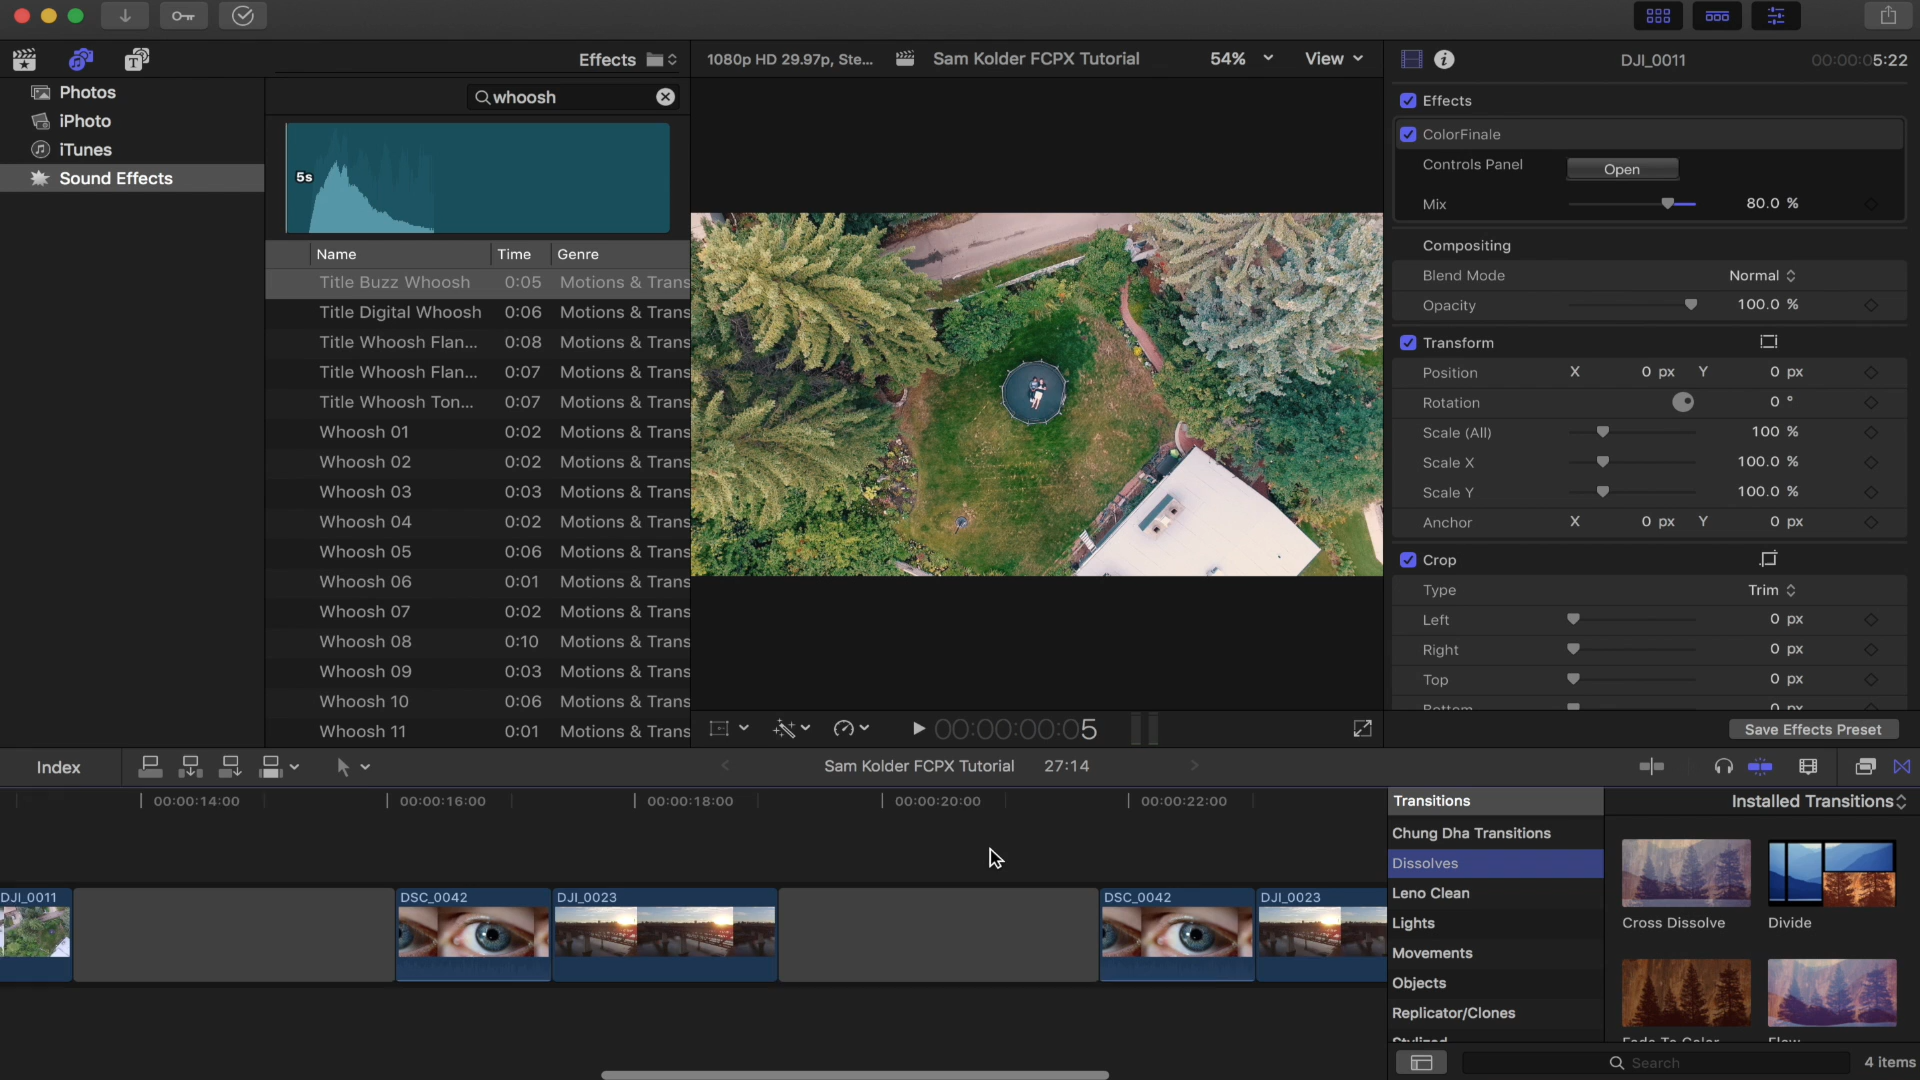 Effects
1080p HD 29.97p, Ste...
Sam Kolder FCPX Tutorial
54%
View
DJI_0011
00:00:05:22
Photos
iPhoto
iTunes
Sound Effects
whoosh
5s
Name Time Genre
Title Buzz Whoosh 0:05 Motions & Trans
Title Digital Whoosh 0:06 Motions & Trans
Title Whoosh Flan... 0:08 Motions & Trans
Title Whoosh Flan... 0:07 Motions & Trans
Title Whoosh Ton... 0:07 Motions & Trans
Whoosh 01 0:02 Motions & Trans
Whoosh 02 0:02 Motions & Trans
Whoosh 03 0:03 Motions & Trans
Whoosh 04 0:02 Motions & Trans
Whoosh 05 0:06 Motions & Trans
Whoosh 06 0:01 Motions & Trans
Whoosh 07 0:02 Motions & Trans
Whoosh 08 0:10 Motions & Trans
Whoosh 09 0:03 Motions & Trans
Whoosh 10 0:06 Motions & Trans
Whoosh 11 0:01 Motions & Trans
00:00:00:05
Effects
ColorFinale
Controls Panel Open
Mix 80.0 %
Compositing
Blend Mode Normal
Opacity 100.0 %
Transform
Position X 0 px Y 0 px
Rotation 0 °
Scale (All) 100 %
Scale X 100.0 %
Scale Y 100.0 %
Anchor X 0 px Y 0 px
Crop
Type Trim
Left 0 px
Right 0 px
Top 0 px
Bottom 0 px
Save Effects Preset
Index
Sam Kolder FCPX Tutorial 27:14
00:00:14:00 00:00:16:00 00:00:18:00 00:00:20:00 00:00:22:00
DJI_0011 DSC_0042 DJI_0023 DSC_0042 DJI_0023
Transitions
Chung Dha Transitions
Dissolves
Leno Clean
Lights
Movements
Objects
Replicator/Clones
Stylized
Installed Transitions
Cross Dissolve Divide
Fade To Color Flow
Search
4 items